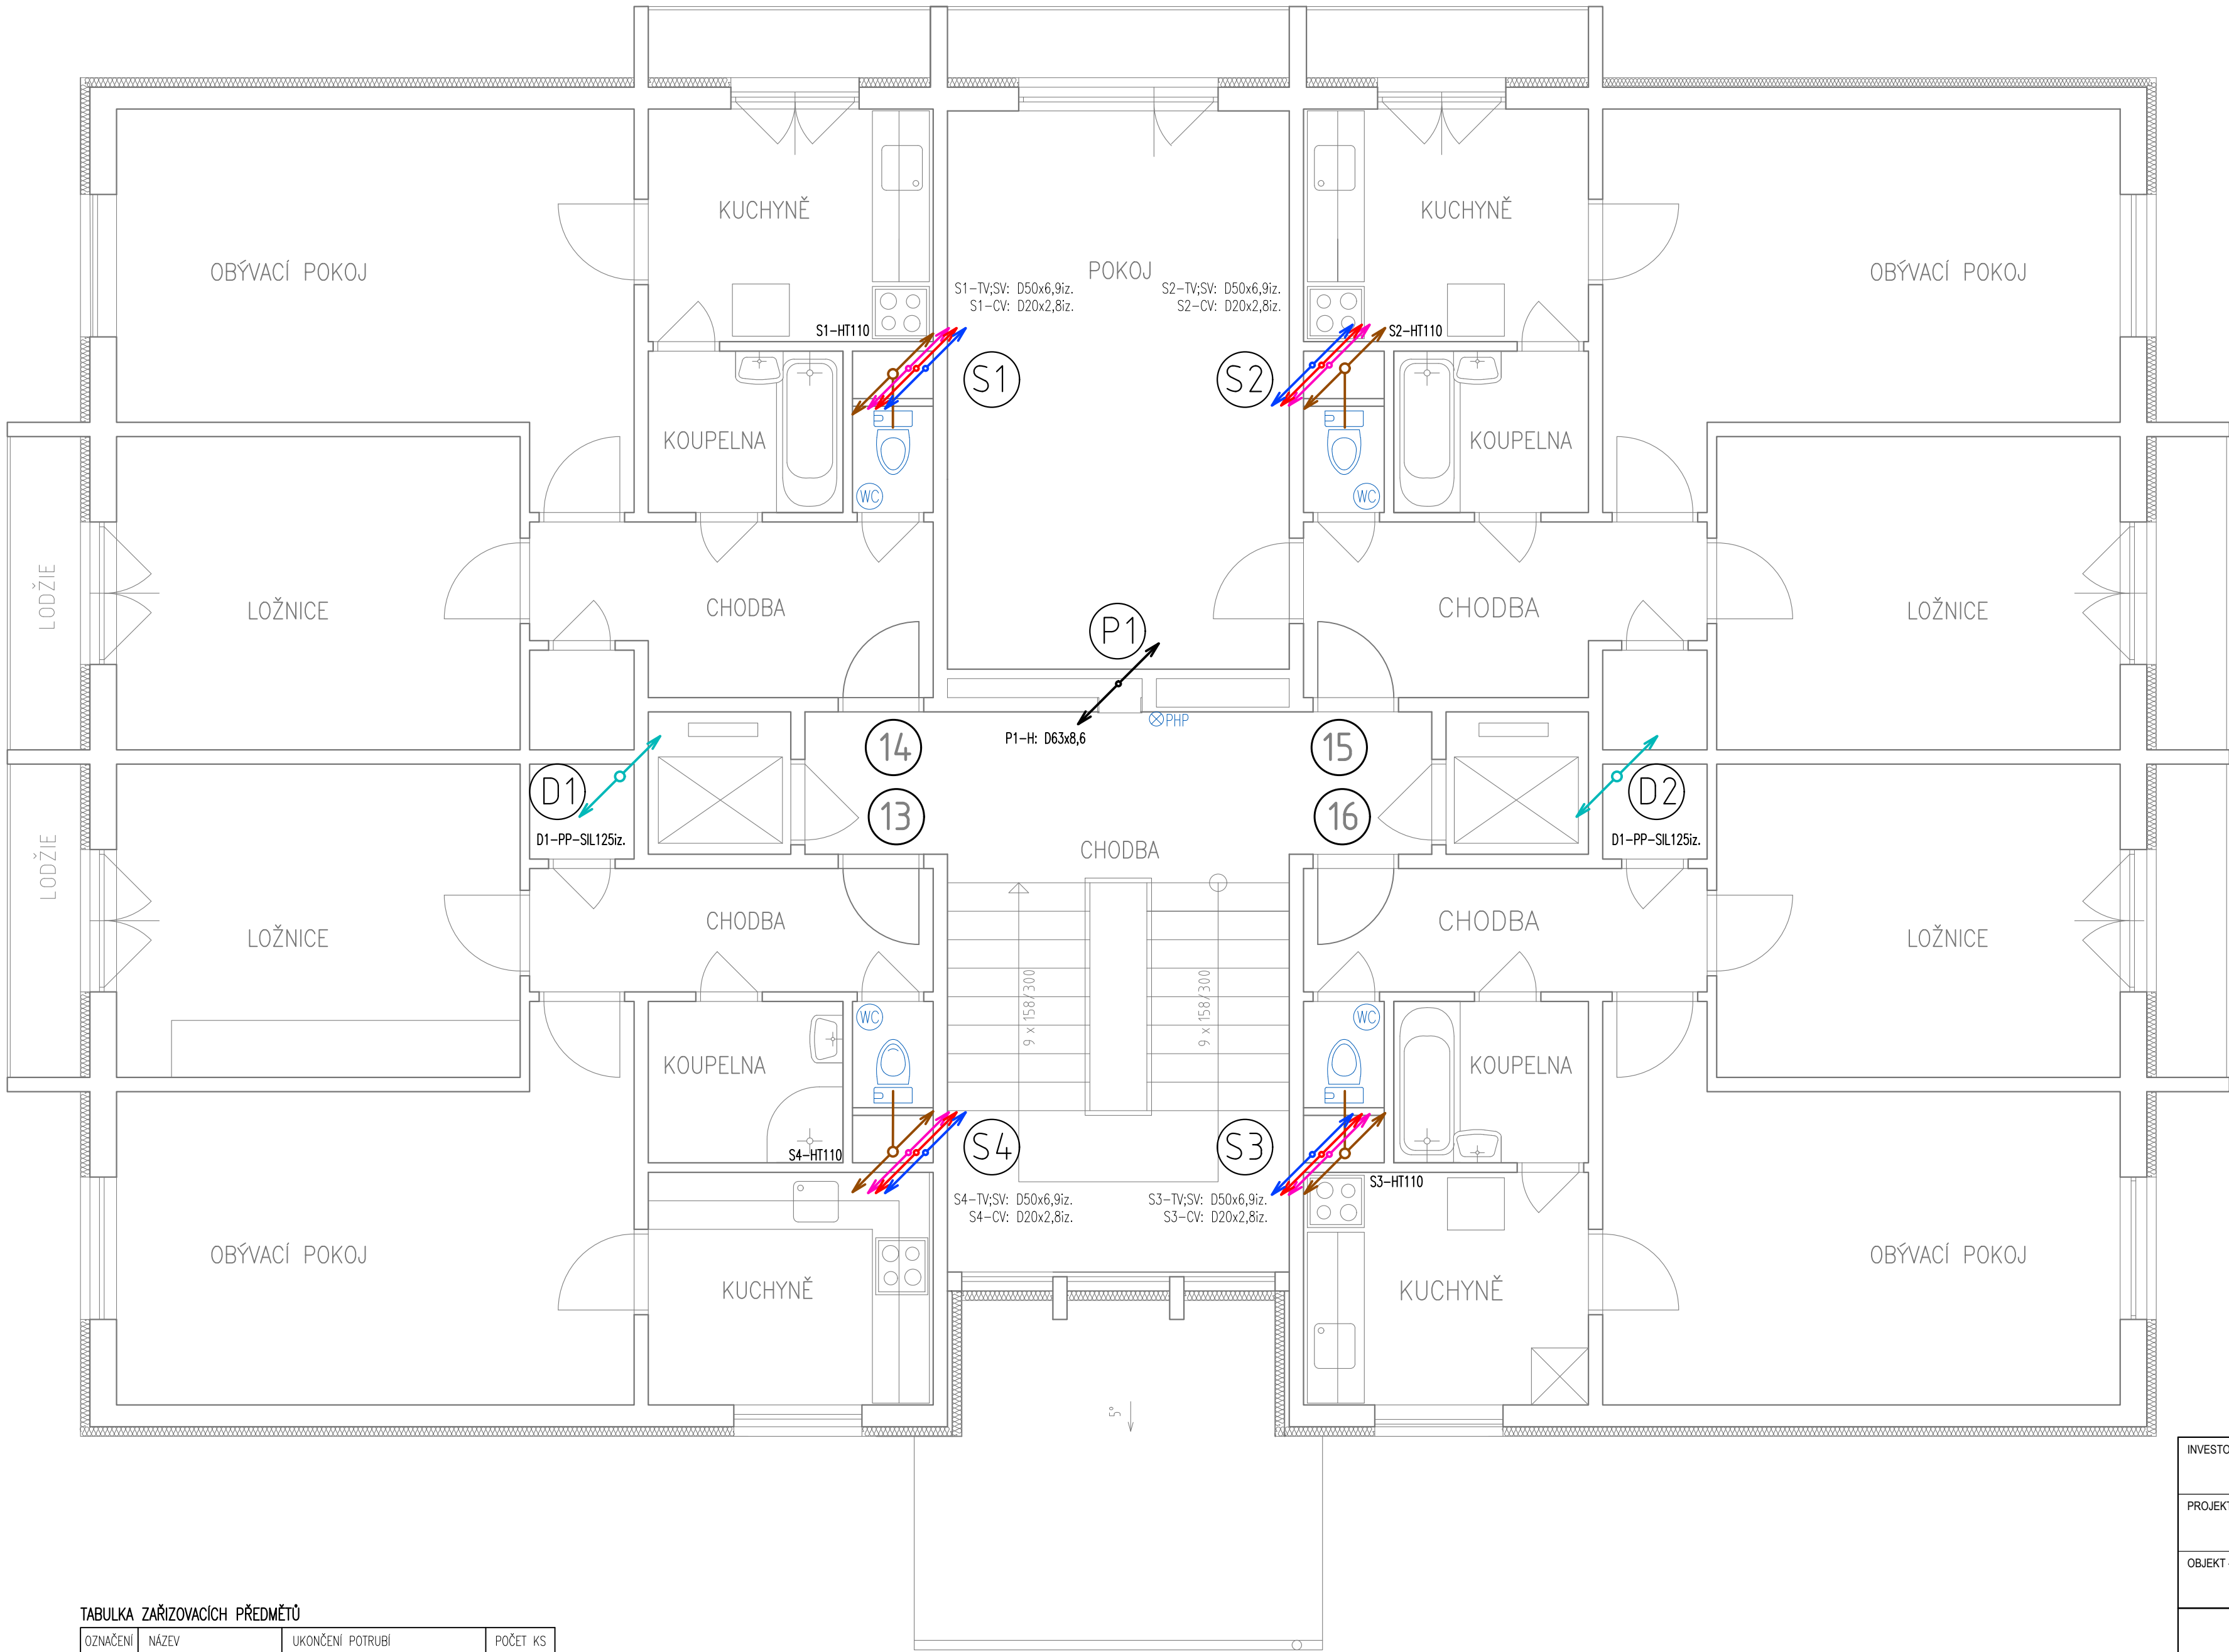 KUCHYNĚ
KUCHYNĚ
OBÝVACÍ POKOJ
POKOJ
OBÝVACÍ POKOJ
S1-TV;SV: D50x6,9iz.
S1-CV: D20x2,8iz.
S2-TV;SV: D50x6,9iz.
S2-CV: D20x2,8iz.
S1-HT110
S2-HT110
S1
S2
KOUPELNA
KOUPELNA
WC
WC
LODŽIE
LOŽNICE
CHODBA
P1
CHODBA
LOŽNICE
PHP
P1-H: D63x8,6
14
15
D1
D2
13
16
D1-PP-SIL125iz.
D1-PP-SIL125iz.
LODŽIE
CHODBA
LOŽNICE
CHODBA
CHODBA
LOŽNICE
9 x 158/300
9 x 158/300
WC
WC
KOUPELNA
KOUPELNA
S4-HT110
S4
S3
S3-HT110
S4-TV;SV: D50x6,9iz.
S4-CV: D20x2,8iz.
S3-TV;SV: D50x6,9iz.
S3-CV: D20x2,8iz.
OBÝVACÍ POKOJ
KUCHYNĚ
KUCHYNĚ
OBÝVACÍ POKOJ
5°
INVESTO
PROJEKT
OBJEKT
TABULKA ZAŘIZOVACÍCH PŘEDMĚTŮ
OZNAČENÍ NÁZEV UKONČENÍ POTRUBÍ POČET KS